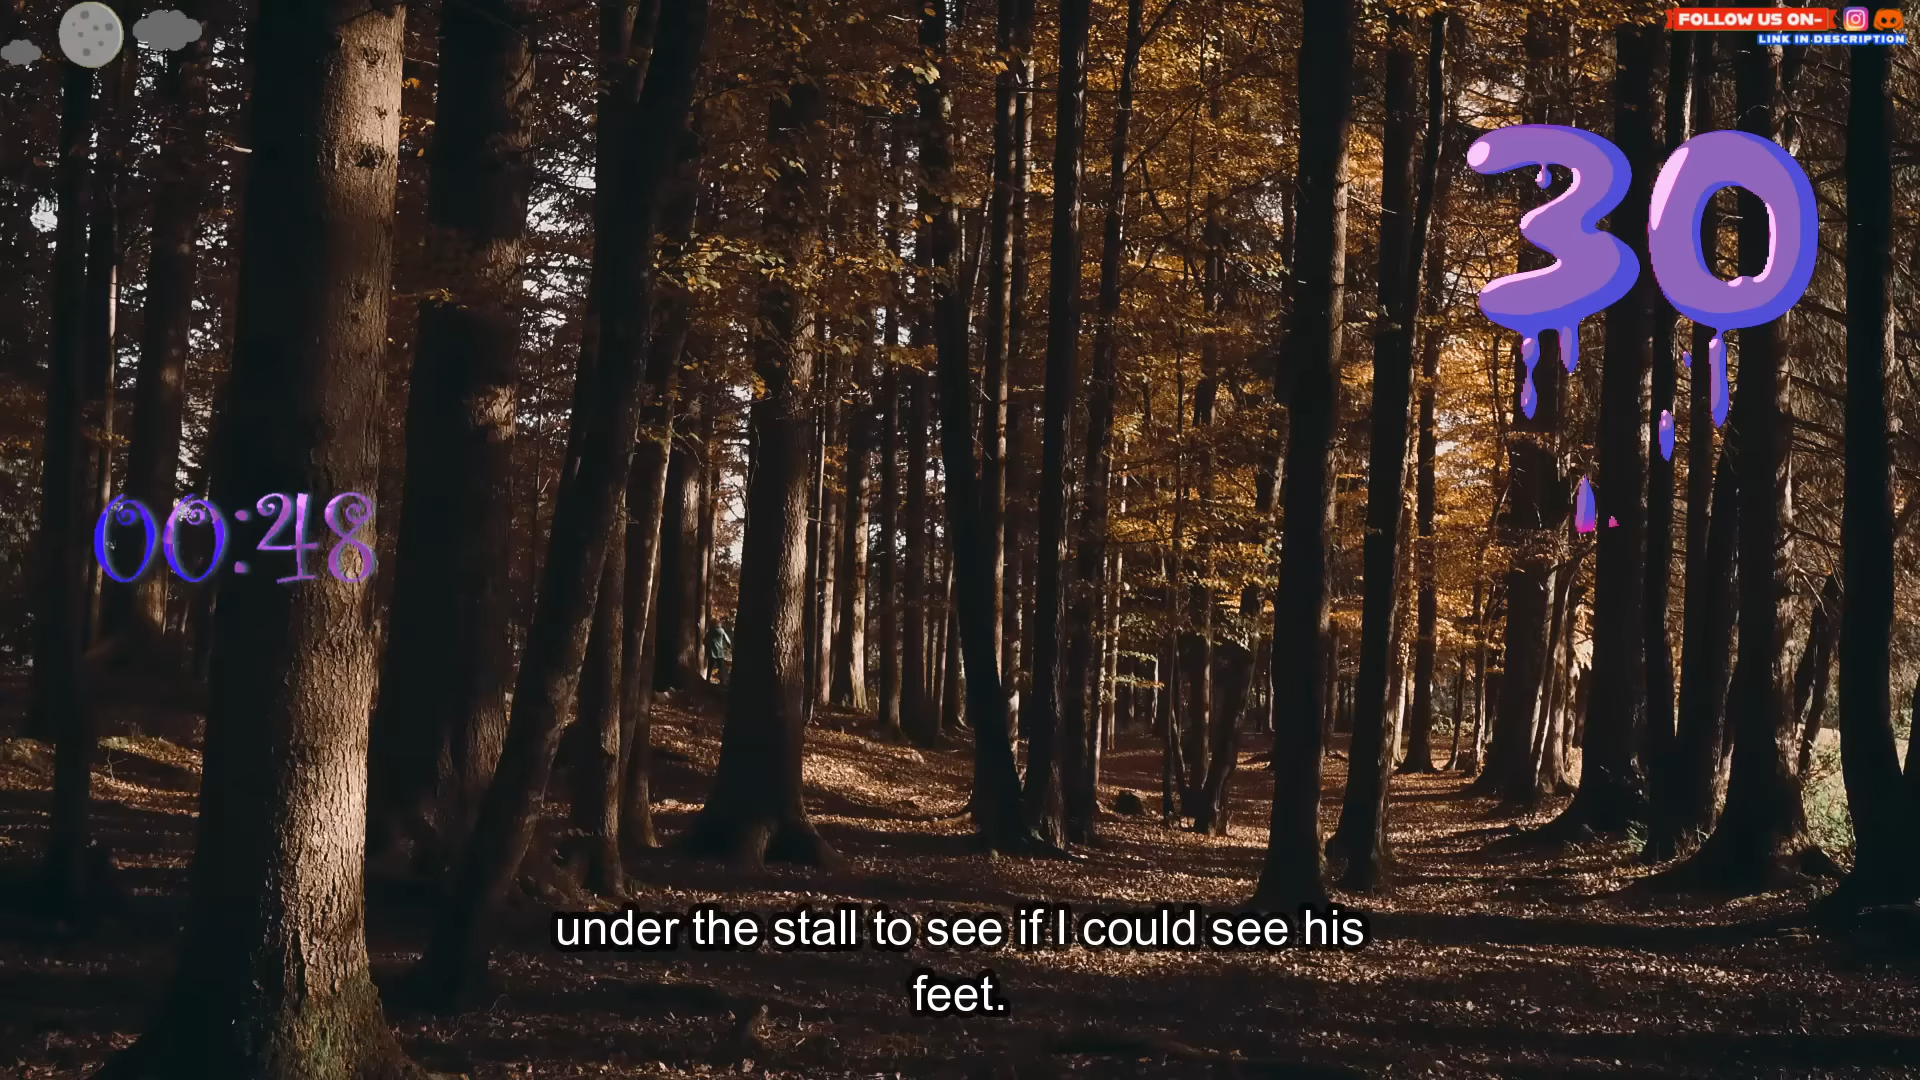 FOLLOW US ON-
LINK IN DESCRIPTION
30
00:48
under the stall to see if I could see his
feet.